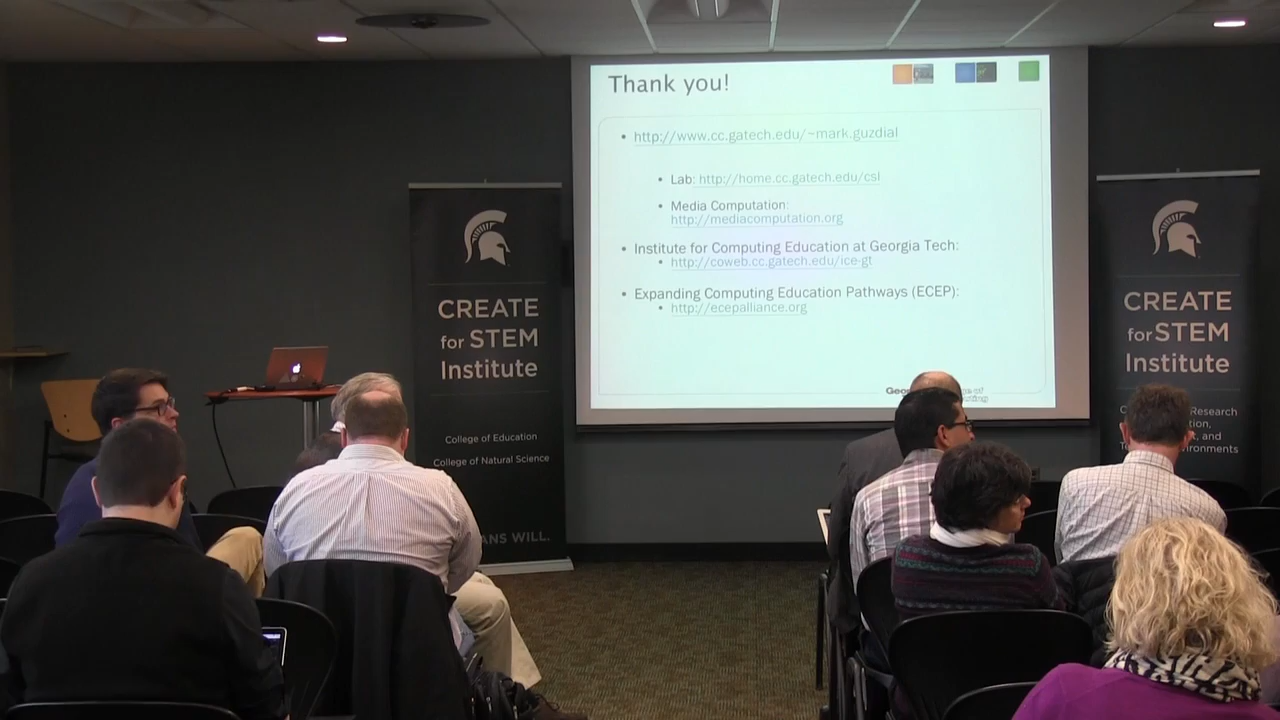 Thank you!
• http://www.cc.gatech.edu/~mark.guzdial
• Lab: http://home.cc.gatech.edu/csl
• Media Computation:
http://mediacomputation.org
• Institute for Computing Education at Georgia Tech:
• http://coweb.cc.gatech.edu/ice-gt
• Expanding Computing Education Pathways (ECEP):
• http://ecepalliance.org
CREATE
for STEM
Institute
College of Education
College of Natural Science
WILL.
CREATE
for STEM
Institute
Research
and